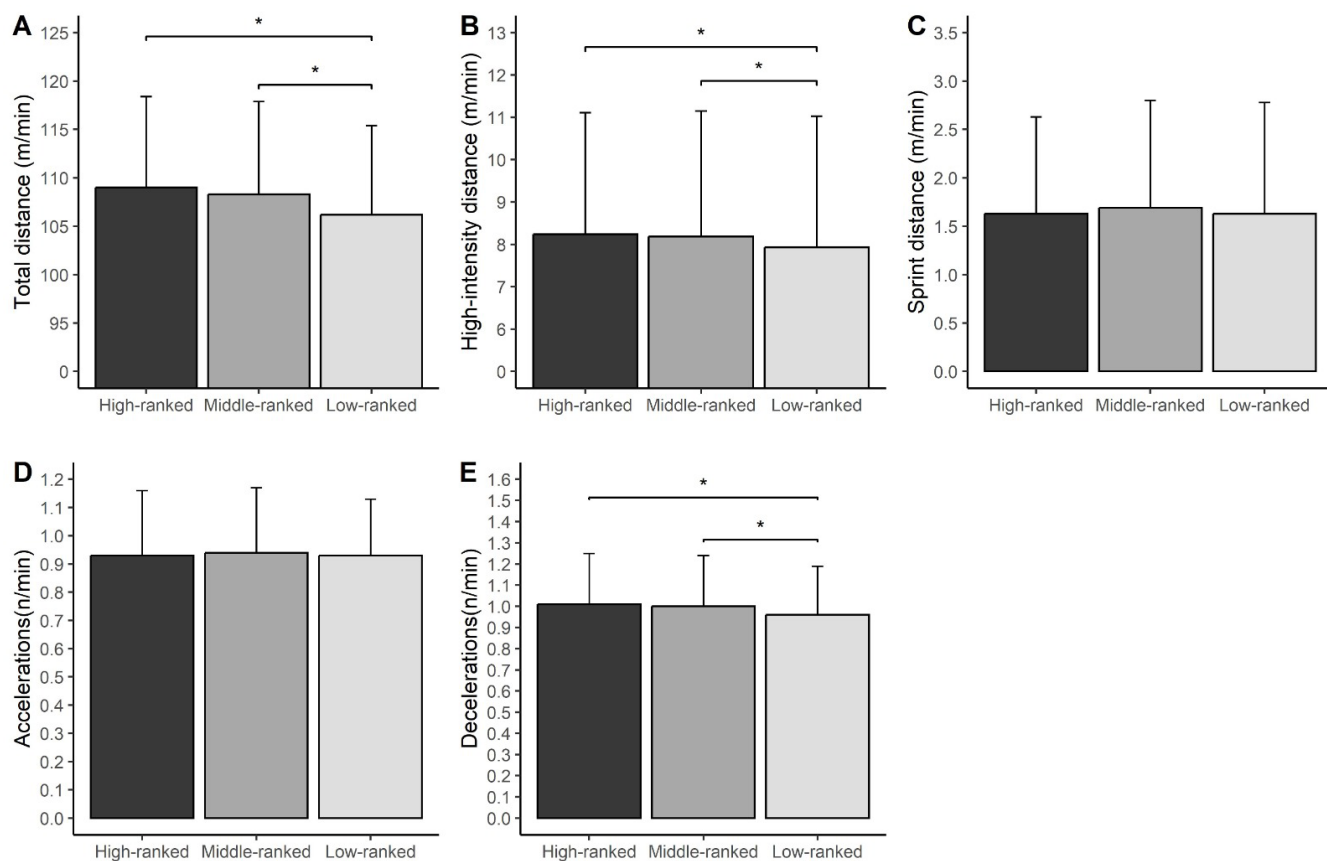 A
Total distance (m/min)
125
120
115
110
105
100
95
0
*
*
High-ranked
Middle-ranked
Low-ranked
B
High-intensity distance (m/min)
13
12
11
10
9
8
7
6
0
*
*
High-ranked
Middle-ranked
Low-ranked
C
Sprint distance (m/min)
3.5
3.0
2.5
2.0
1.5
1.0
0.5
0.0
High-ranked
Middle-ranked
Low-ranked
D
Accelerations(n/min)
1.2
1.1
1.0
0.9
0.8
0.7
0.6
0.5
0.4
0.3
0.2
0.1
0.0
High-ranked
Middle-ranked
Low-ranked
E
Decelerations(n/min)
1.6
1.5
1.4
1.3
1.2
1.1
1.0
0.9
0.8
0.7
0.6
0.5
0.4
0.3
0.2
0.1
0.0
*
*
High-ranked
Middle-ranked
Low-ranked